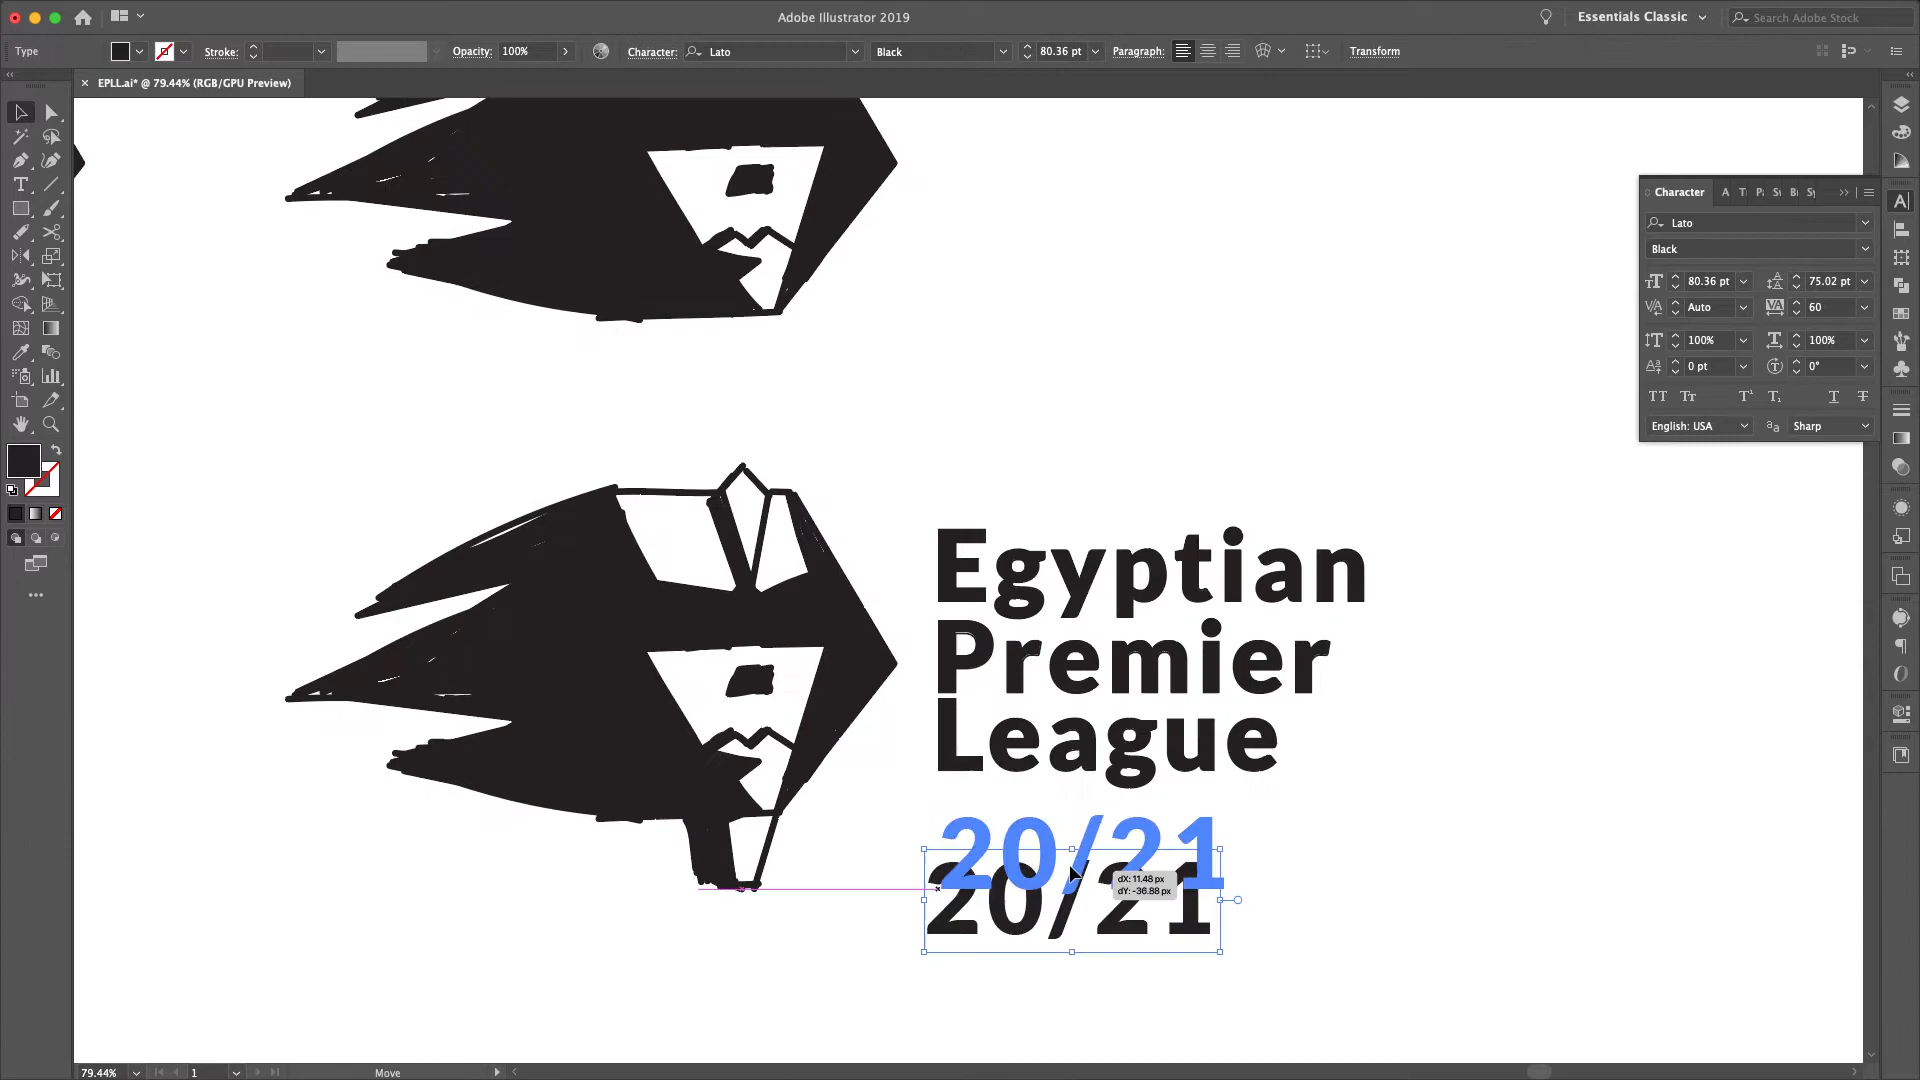 Adobe Illustrator 2019
Essentials Classic
Search Adobe Stock
Type
Stroke:
Opacity: 100%
Character: Lato
Black
80.36 pt
Paragraph:
Transform
EPLL.ai* @ 79.44% (RGB/GPU Preview)
Character
Lato
Black
80.36 pt
75.02 pt
Auto
60
100%
100%
0 pt
0°
English: USA
Sharp
Egyptian
Premier
League
20/21
20/21
dX: 11.48 px
dY: -36.88 px
79.44%
1
Move